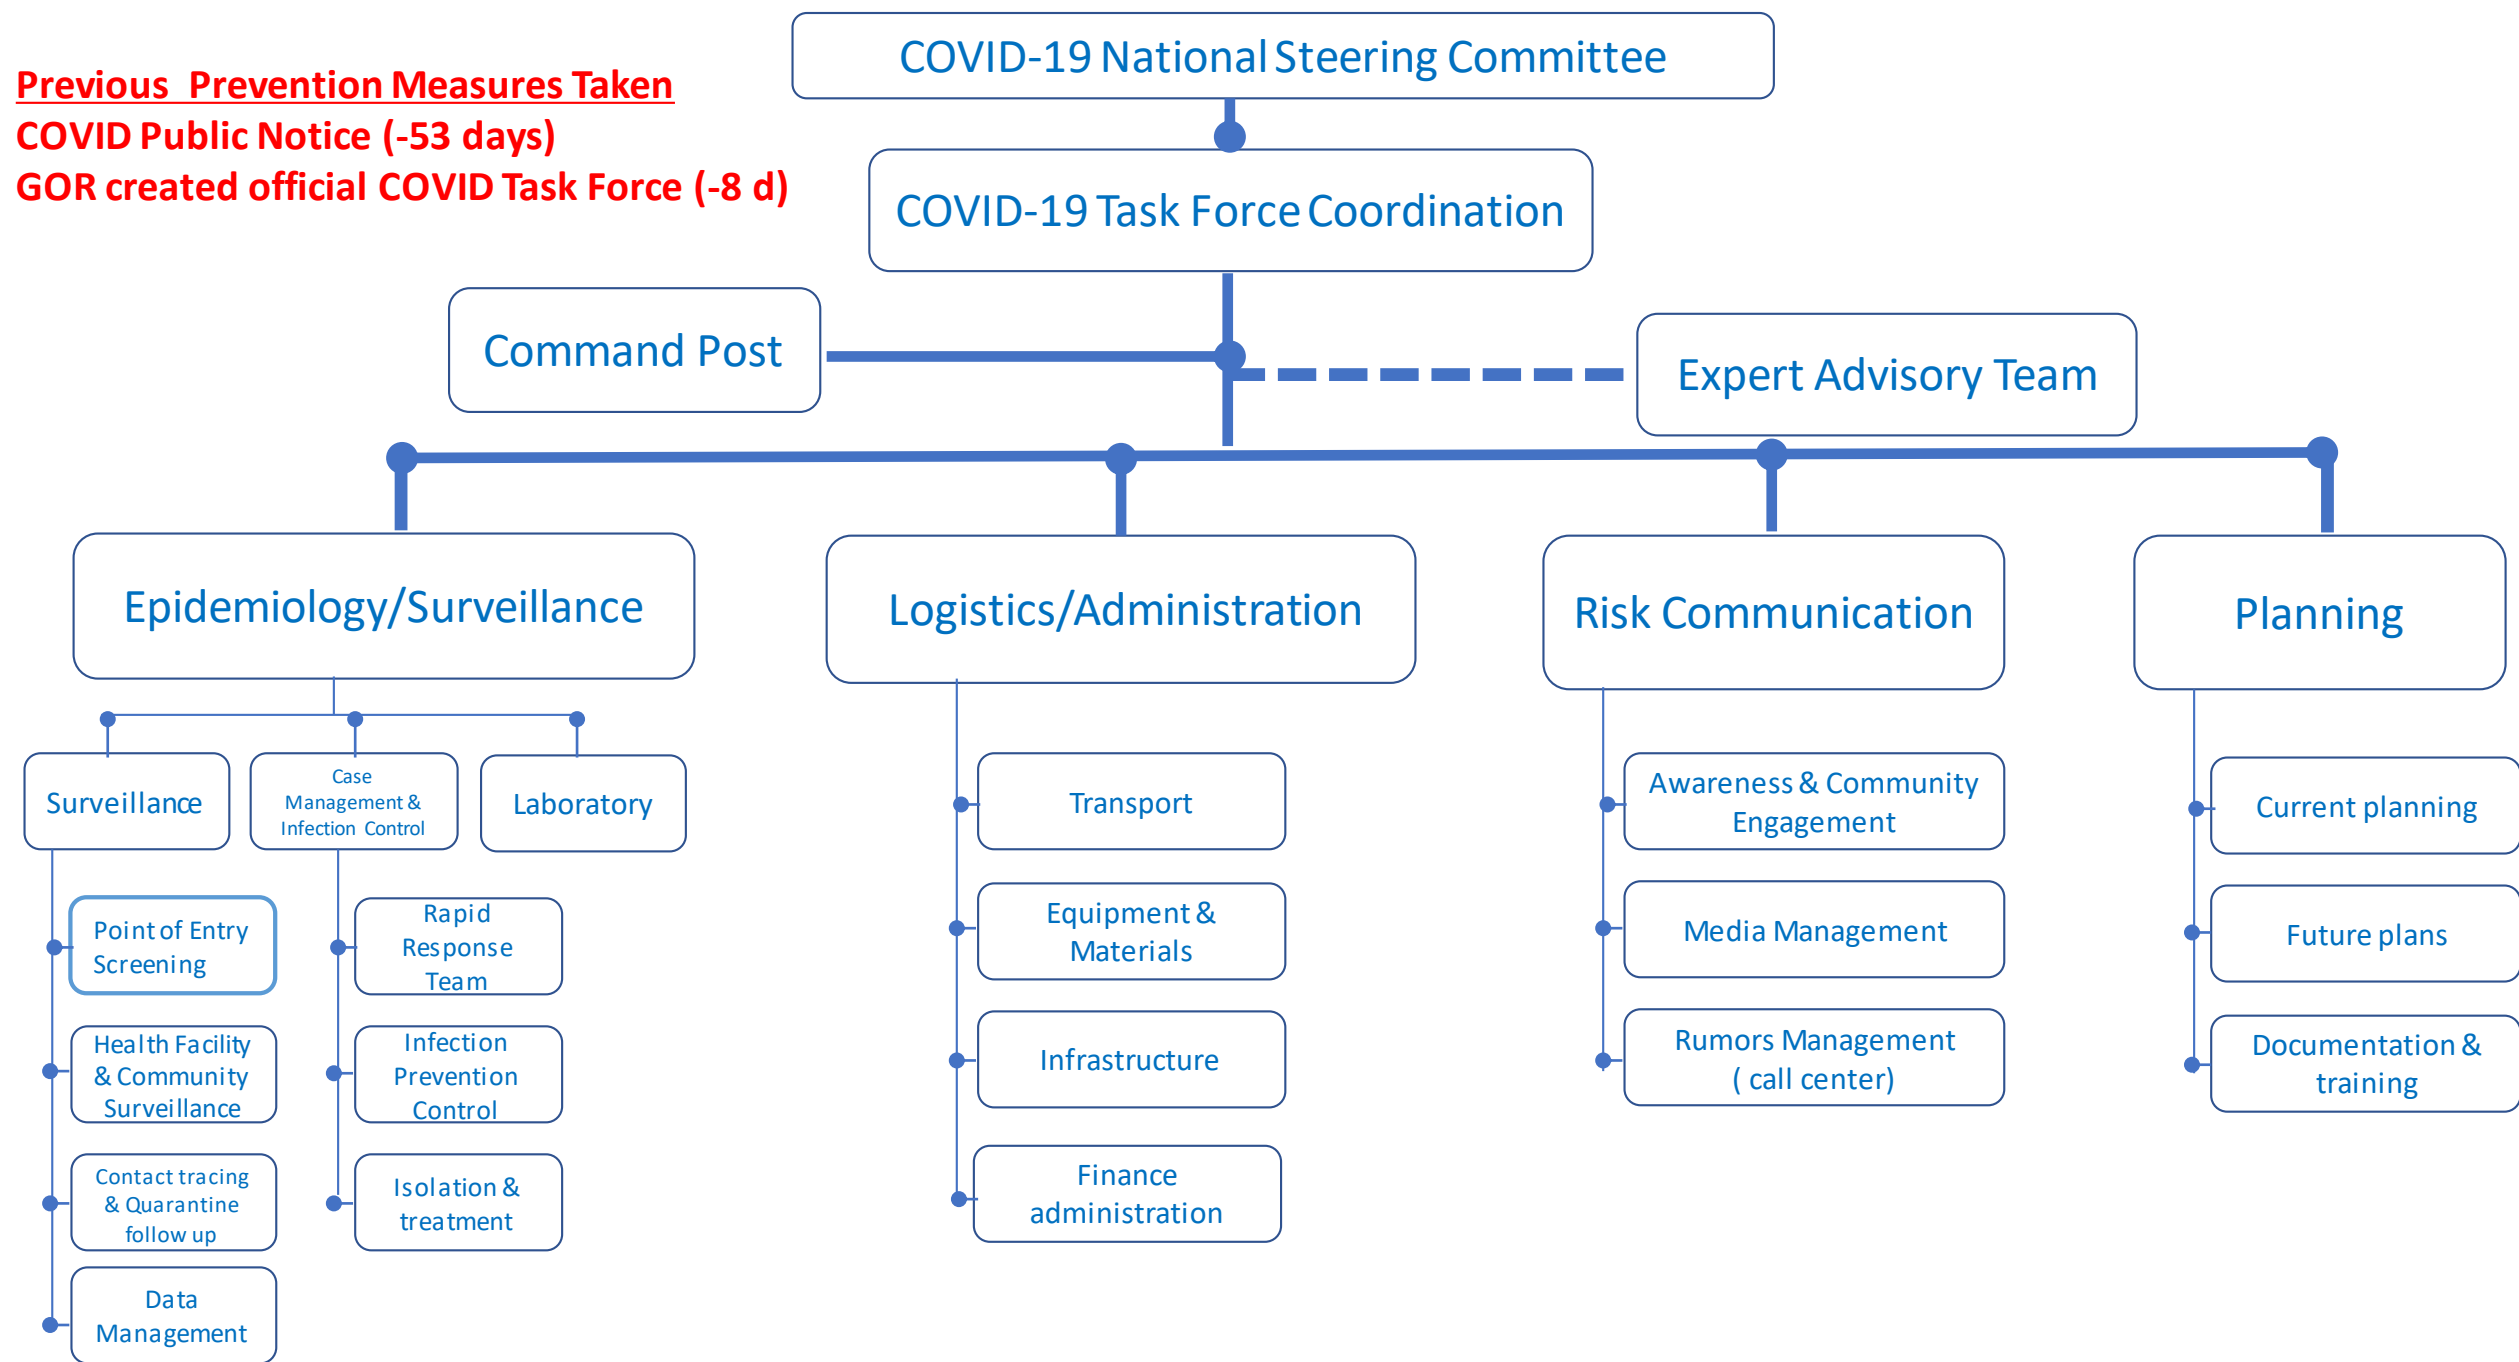 Previous Prevention Measures Taken
COVID Public Notice (-53 days)
GOR created official COVID Task Force (-8 d)
COVID-19 National Steering Committee
COVID-19 Task Force Coordination
Command Post
Expert Advisory Team
Epidemiology/Surveillance
Logistics/Administration
Risk Communication
Planning
Surveillance
Case
Management &
Infection Control
Laboratory
Point of Entry
Screening
Health Facility
& Community
Surveillance
Contact tracing
& Quarantine
follow up
Data
Management
Rapid
Response
Team
Infection
Prevention
Control
Isolation &
treatment
Transport
Equipment &
Materials
Infrastructure
Finance
administration
Awareness & Community
Engagement
Media Management
Rumors Management
( call center)
Current planning
Future plans
Documentation &
training